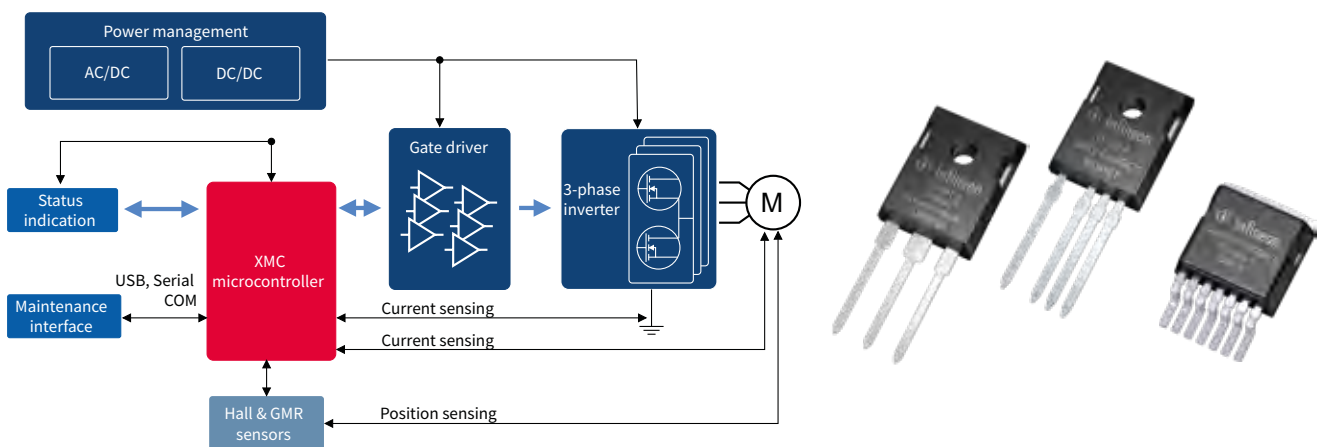 Power management
AC/DC
DC/DC
Gate driver
3-phase
inverter
M
Status
indication
XMC
microcontroller
USB, Serial
COM
Maintenance
interface
Current sensing
Current sensing
Hall & GMR
sensors
Position sensing
Infineon
Infineon
Infineon